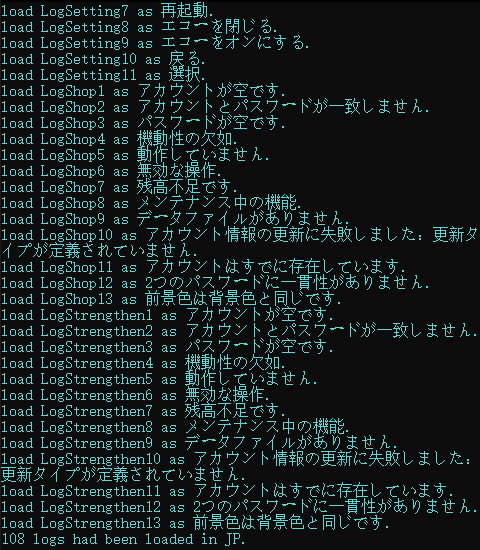 load LogSetting7 as 再起動.
load LogSetting8 as エコーを閉じる.
load LogSetting9 as エコーをオンにする.
load LogSetting10 as 戻る.
load LogSetting11 as 選択.
load LogShop1 as アカウントが空です.
load LogShop2 as アカウントとパスワードが一致しません.
load LogShop3 as パスワードが空です.
load LogShop4 as 機動性の欠如.
load LogShop5 as 動作していません.
load LogShop6 as 無効な操作.
load LogShop7 as 残高不足です.
load LogShop8 as メンテナンス中の機能.
load LogShop9 as データファイルがありません.
load LogShop10 as アカウント情報の更新に失敗しました: 更新タ
イプが定義されていません.
load LogShop11 as アカウントはすでに存在しています.
load LogShop12 as 2つのパスワードに一貫性がありません.
load LogShop13 as 前景色は背景色と同じです.
load LogStrengthen1 as アカウントが空です.
load LogStrengthen2 as アカウントとパスワードが一致しません.
load LogStrengthen3 as パスワードが空です.
load LogStrengthen4 as 機動性の欠如.
load LogStrengthen5 as 動作していません.
load LogStrengthen6 as 無効な操作.
load LogStrengthen7 as 残高不足です.
load LogStrengthen8 as メンテナンス中の機能.
load LogStrengthen9 as データファイルがありません.
load LogStrengthen10 as アカウント情報の更新に失敗しました:
更新タイプが定義されていません.
load LogStrengthen11 as アカウントはすでに存在しています.
load LogStrengthen12 as 2つのパスワードに一貫性がありません.
load LogStrengthen13 as 前景色は背景色と同じです.
108 logs had been loaded in JP.